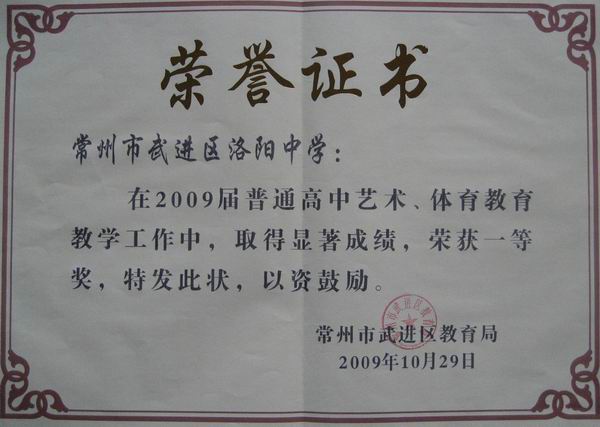 荣誉证书
常州市武进区洛阳中学：
在2009届普通高中艺术、体育教育
教学工作中，取得显著成绩，荣获一等
奖，特发此状，以资鼓励。
常州市武进区教育局
2009年10月29日